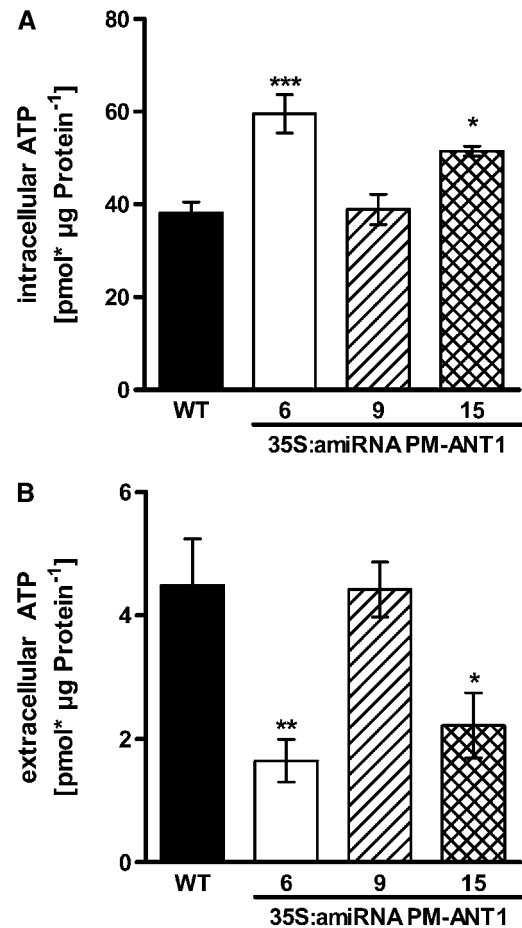 A
intracellular ATP
[pmol* µg Protein⁻¹]
80
60
40
20
0
***
*
WT
6
9
15
35S:amiRNA PM-ANT1
B
extracellular ATP
[pmol* µg Protein⁻¹]
6
4
2
0
**
*
WT
6
9
15
35S:amiRNA PM-ANT1